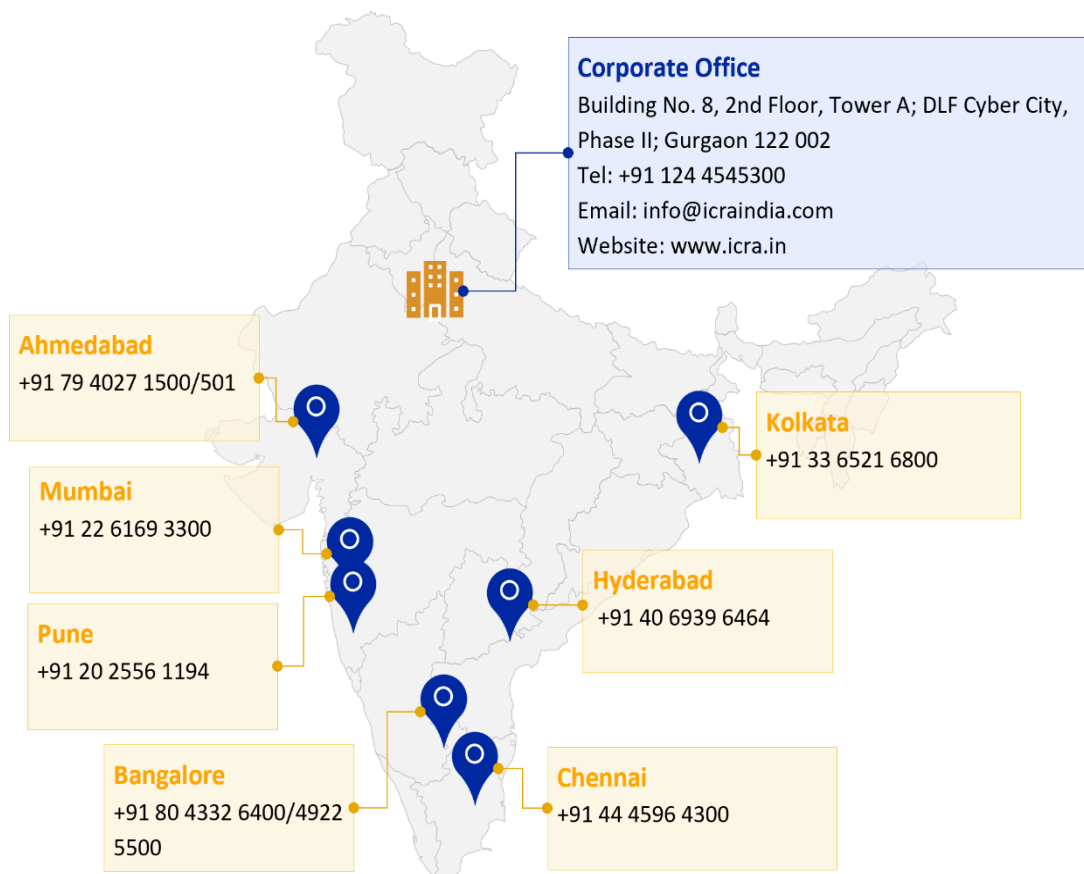 Corporate Office
Building No. 8, 2nd Floor, Tower A; DLF Cyber City,
Phase II; Gurgaon 122 002
Tel: +91 124 4545300
Email: info@icraindia.com
Website: www.icra.in
Ahmedabad
+91 79 4027 1500/501
Kolkata
+91 33 6521 6800
Mumbai
+91 22 6169 3300
Hyderabad
+91 40 6939 6464
Pune
+91 20 2556 1194
Bangalore
+91 80 4332 6400/4922
5500
Chennai
+91 44 4596 4300